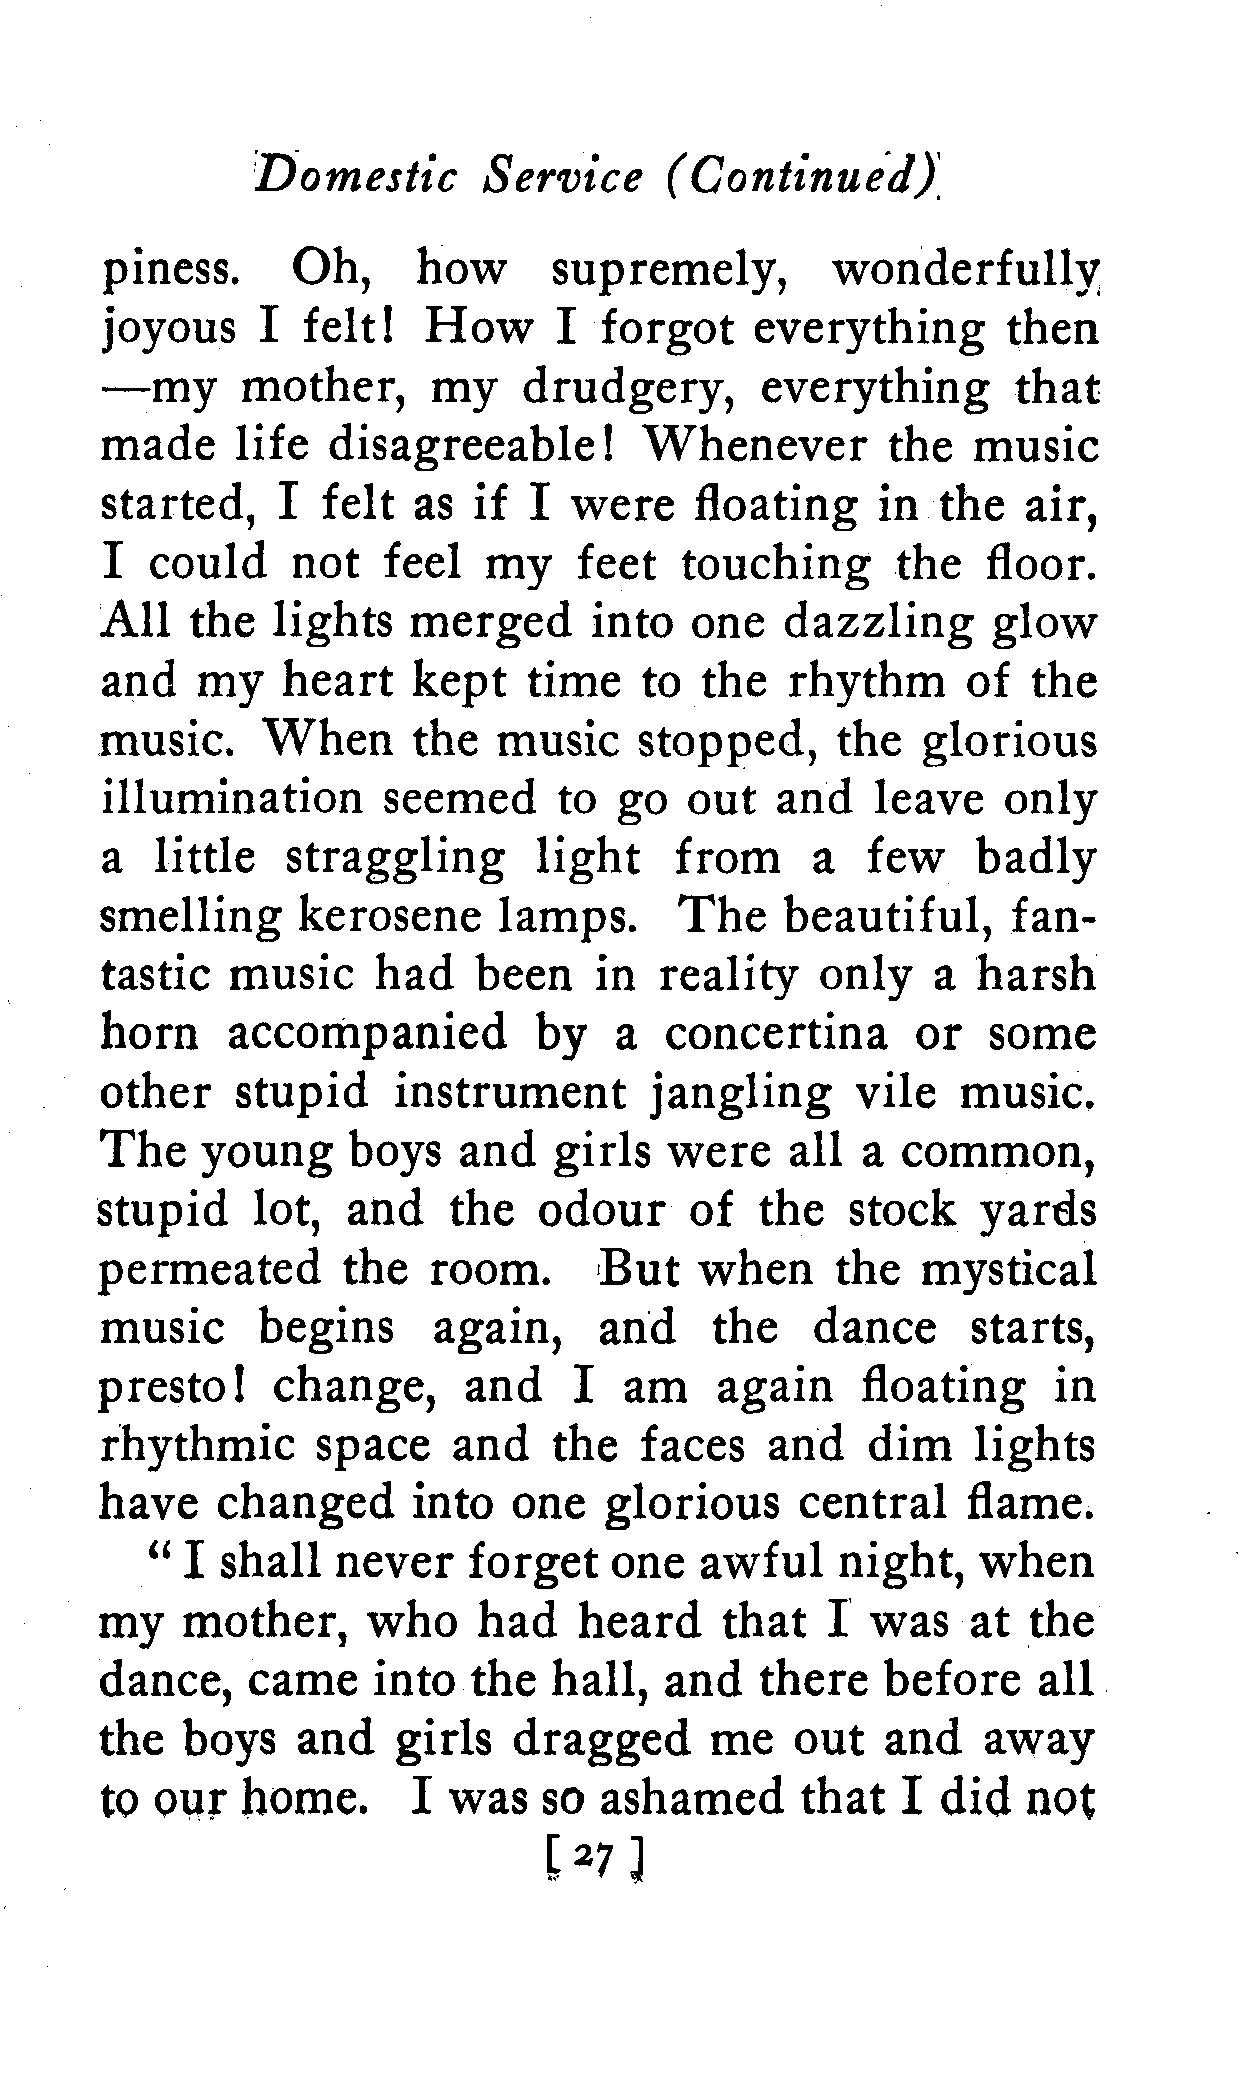 Domestic Service (Continued)
piness. Oh, how supremely, wonderfully
joyous I felt! How I forgot everything then
—my mother, my drudgery, everything that
made life disagreeable! Whenever the music
started, I felt as if I were floating in the air,
I could not feel my feet touching the floor.
All the lights merged into one dazzling glow
and my heart kept time to the rhythm of the
music. When the music stopped, the glorious
illumination seemed to go out and leave only
a little straggling light from a few badly
smelling kerosene lamps. The beautiful, fan-
tastic music had been in reality only a harsh
horn accompanied by a concertina or some
other stupid instrument jangling vile music.
The young boys and girls were all a common,
stupid lot, and the odour of the stock yards
permeated the room. But when the mystical
music begins again, and the dance starts,
presto! change, and I am again floating in
rhythmic space and the faces and dim lights
have changed into one glorious central flame.
" I shall never forget one awful night, when
my mother, who had heard that I was at the
dance, came into the hall, and there before all
the boys and girls dragged me out and away
to our home. I was so ashamed that I did not
[ 27 ]